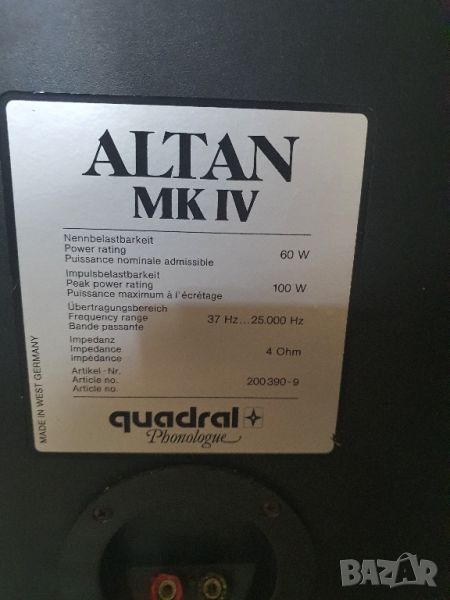 ALTAN
MK IV
Nennbelastbarkeit
Power rating
Puissance nominale admissible
60 W
Impulsbelastbarkeit
Peak power rating
Puissance maximum à l'écrétage
100 W
Übertragungsbereich
Frequency range
Bande passante
37 Hz...25.000 Hz
Impedanz
Impedance
Impédance
4 Ohm
Artikel-Nr.
Article no.
Article no.
200390-9
quadral
Phonologue
MADE IN WEST GERMANY
BAZAR